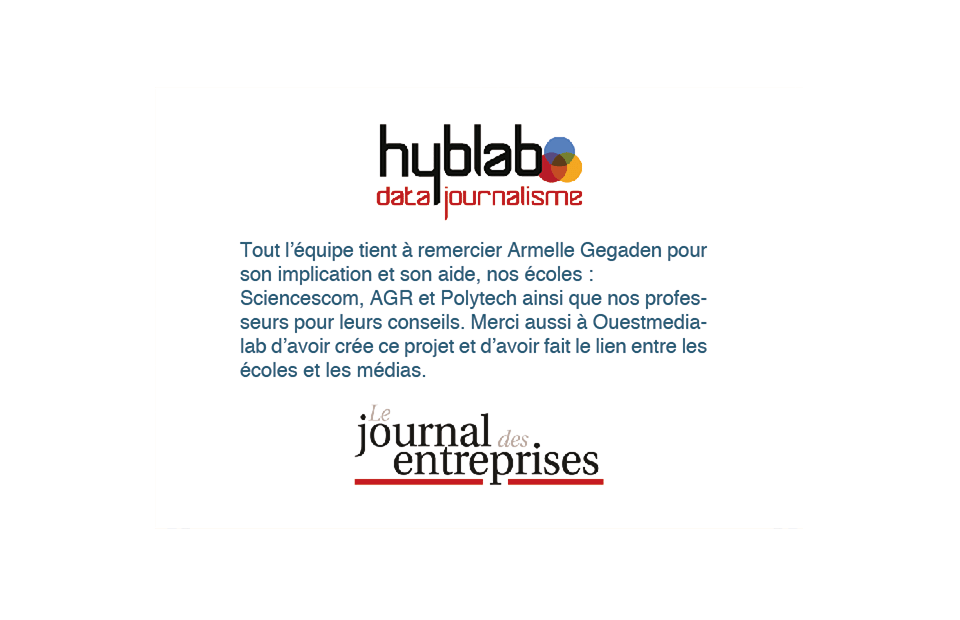 hyblab
data journalisme
Tout l’équipe tient à remercier Armelle Gegaden pour
son implication et son aide, nos écoles :
Sciencescom, AGR et Polytech ainsi que nos profes-
seurs pour leurs conseils. Merci aussi à Ouestmedia-
lab d’avoir crée ce projet et d’avoir fait le lien entre les
écoles et les médias.
Le
journal des
entreprises